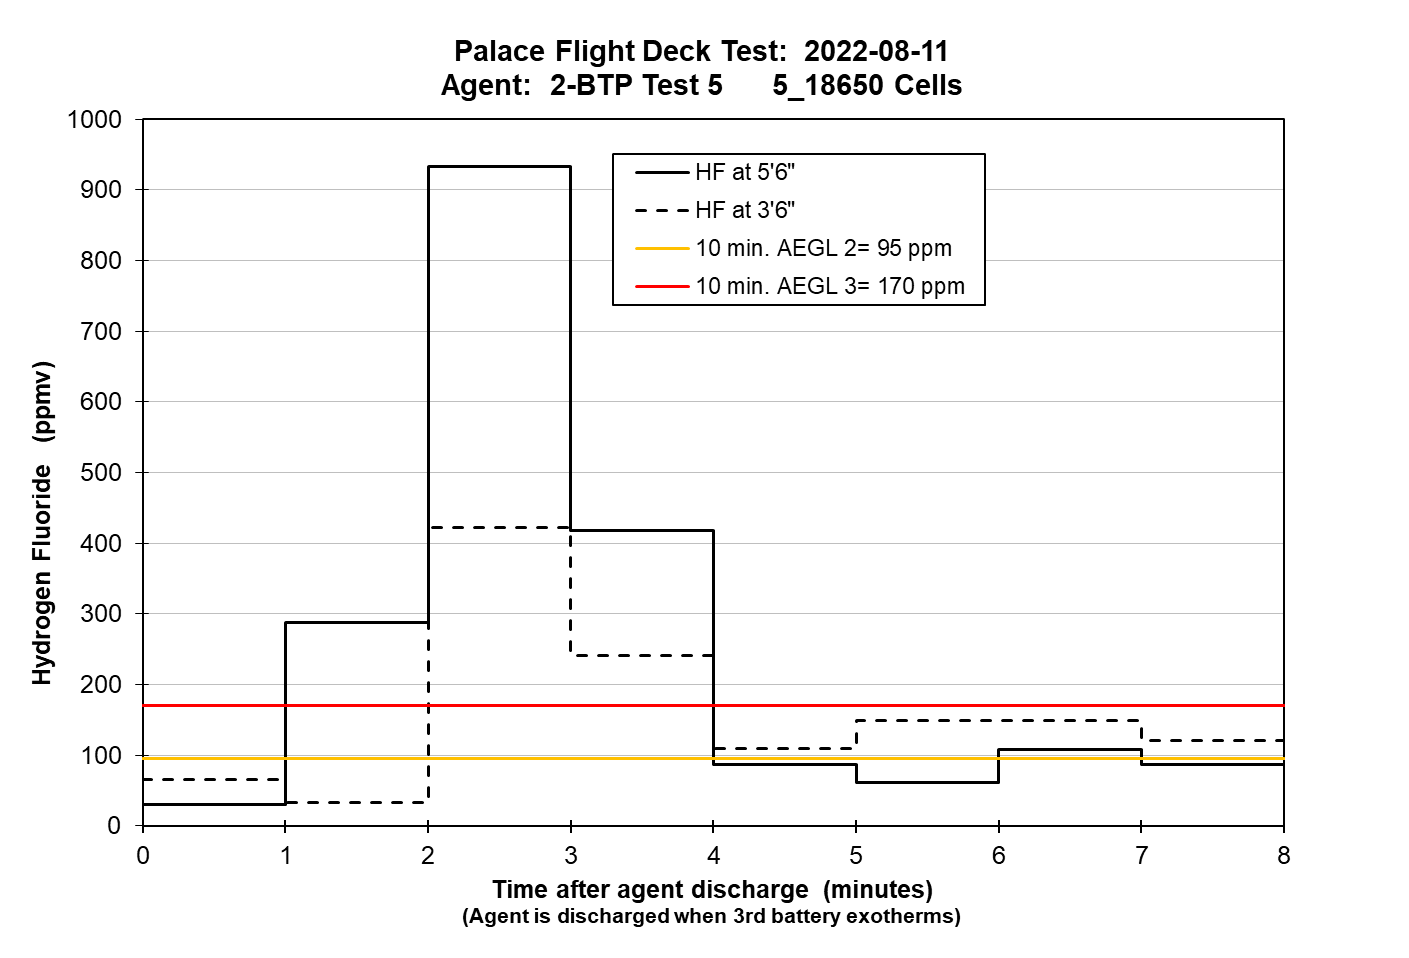 Palace Flight Deck Test:  2022-08-11
Agent:  2-BTP Test 5      5_18650 Cells
1000
900
800
700
600
500
400
300
200
100
0
Hydrogen Fluoride  (ppmv)
HF at 5'6"
HF at 3'6"
10 min. AEGL 2= 95 ppm
10 min. AEGL 3= 170 ppm
0 1 2 3 4 5 6 7 8
Time after agent discharge  (minutes)
(Agent is discharged when 3rd battery exotherms)